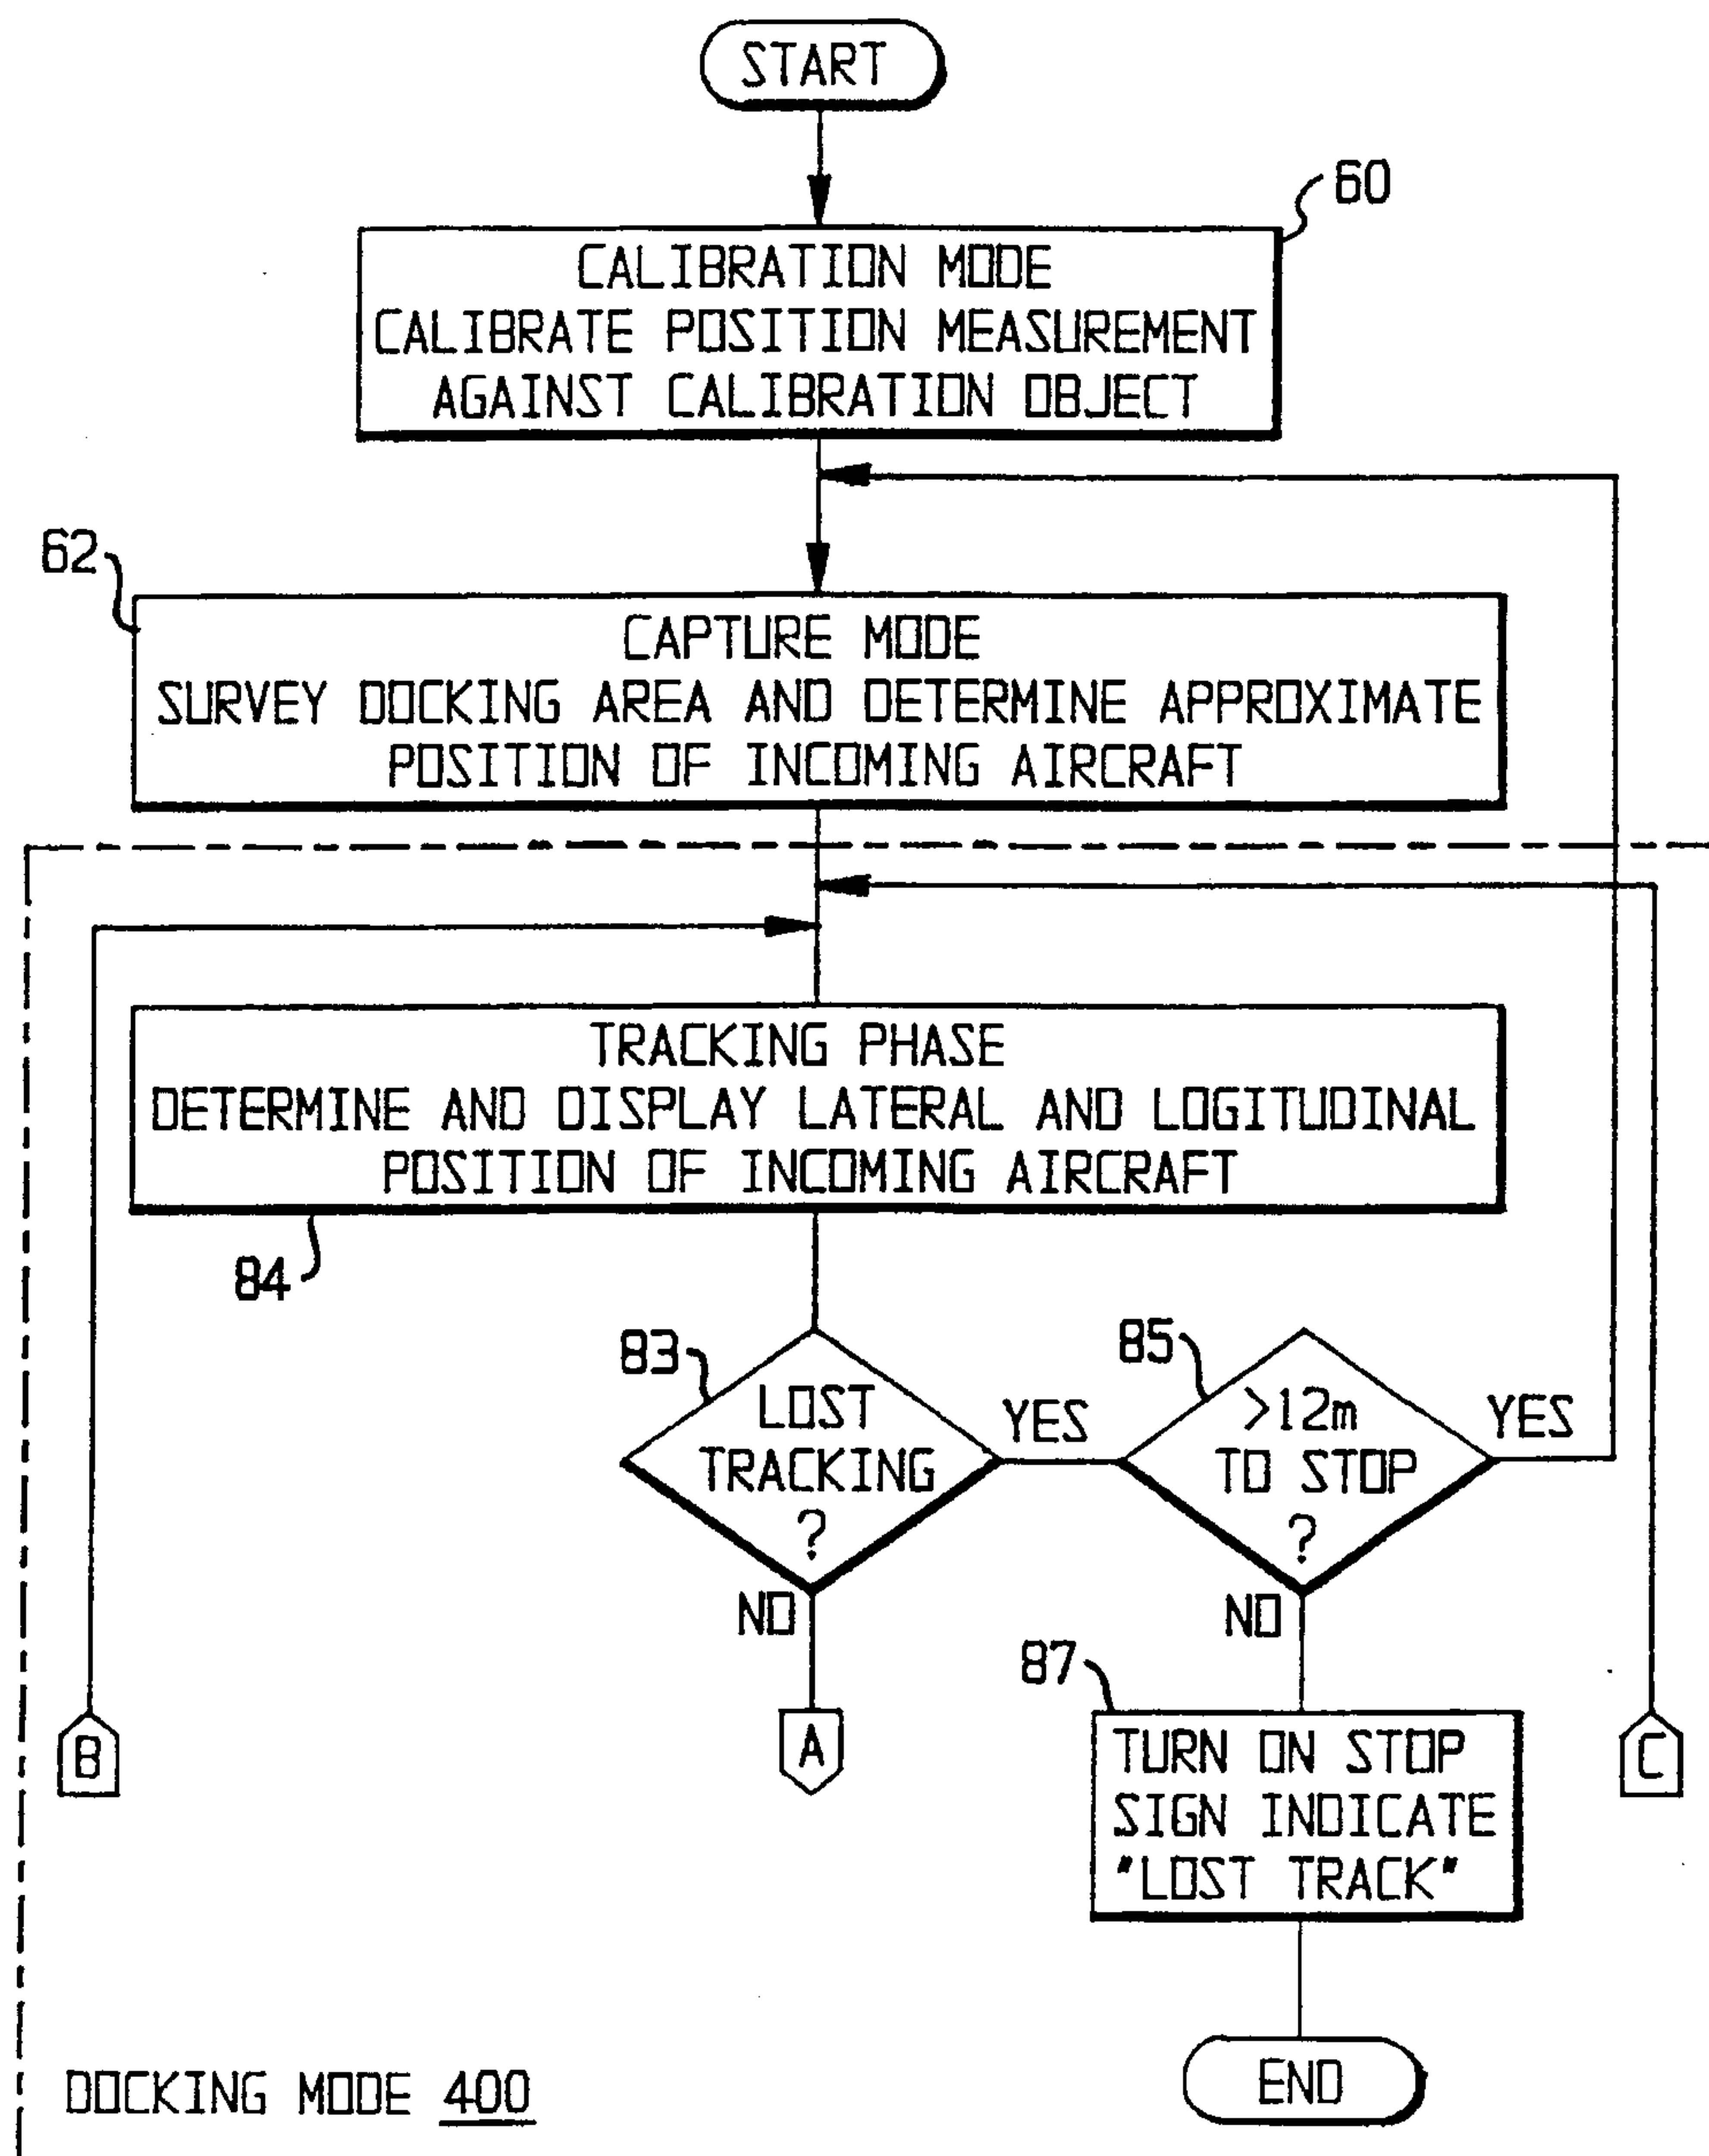 START
60
CALIBRATION MODE
CALIBRATE POSITION MEASUREMENT
AGAINST CALIBRATION OBJECT
62
CAPTURE MODE
SURVEY DOCKING AREA AND DETERMINE APPROXIMATE
POSITION OF INCOMING AIRCRAFT
TRACKING PHASE
DETERMINE AND DISPLAY LATERAL AND LOGITUDINAL
POSITION OF INCOMING AIRCRAFT
84
83
LOST
TRACKING
?
YES
NO
85
>12m
TO STOP
?
YES
NO
87
TURN ON STOP
SIGN INDICATE
"LOST TRACK"
B
A
C
END
DOCKING MODE 400